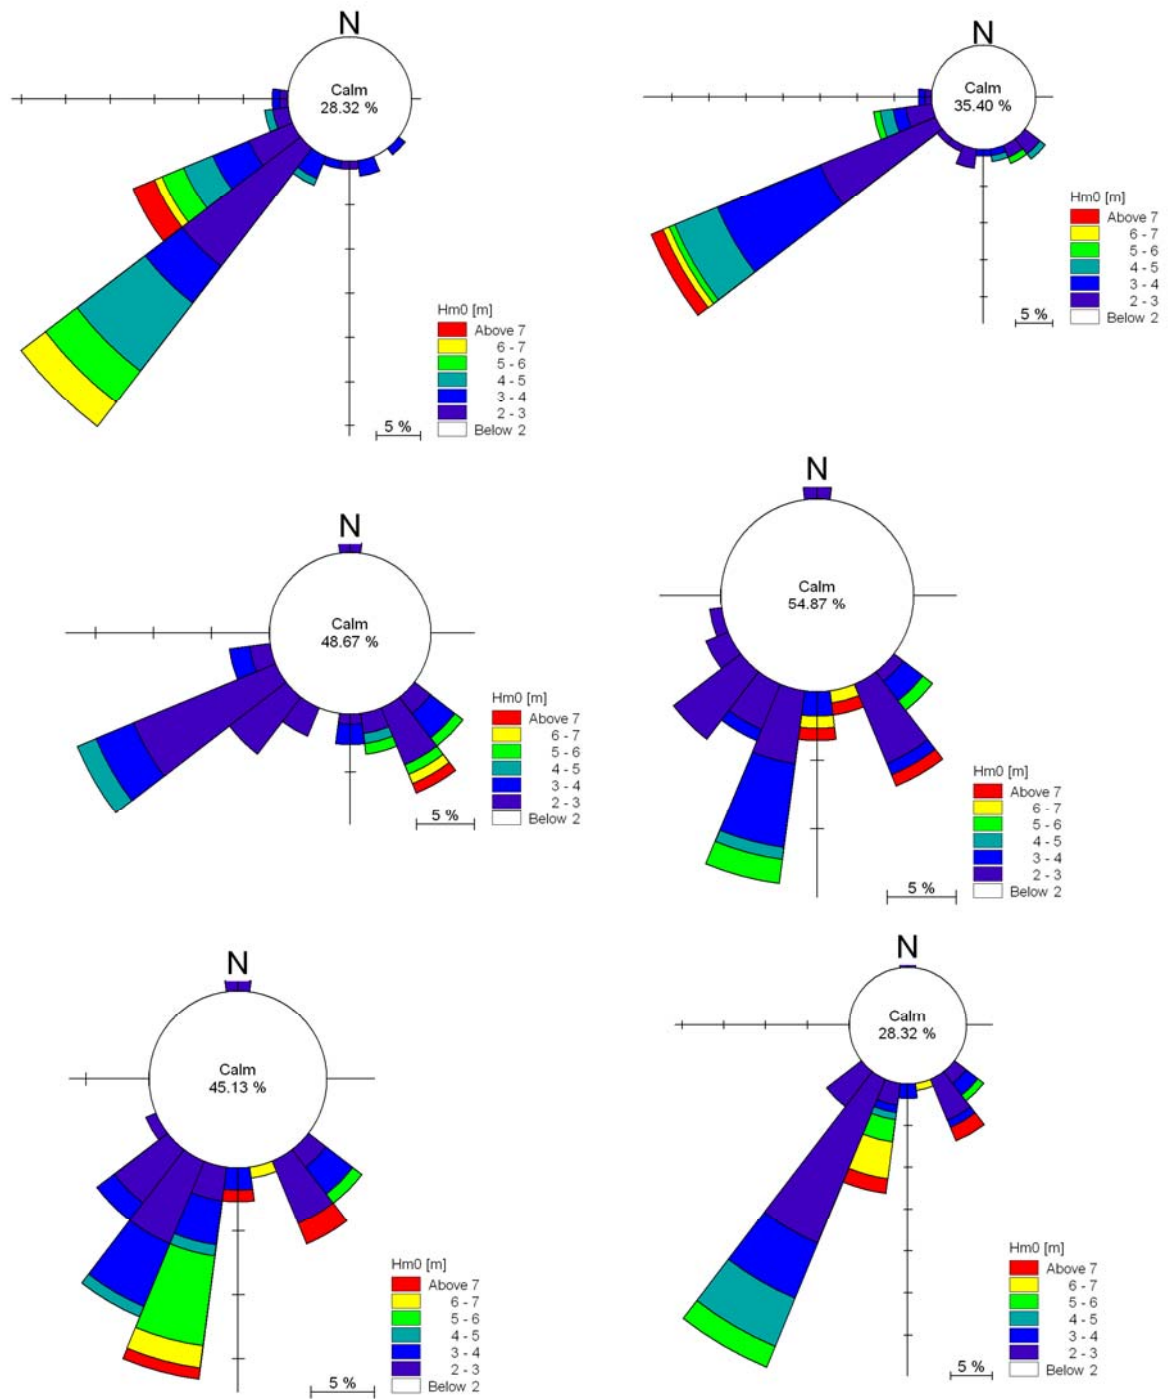 N
Calm
28.32 %
Hm0 [m]
Above 7
6 - 7
5 - 6
4 - 5
3 - 4
2 - 3
Below 2
5 %
N
Calm
35.40 %
Hm0 [m]
Above 7
6 - 7
5 - 6
4 - 5
3 - 4
2 - 3
Below 2
5 %
N
Calm
48.67 %
Hm0 [m]
Above 7
6 - 7
5 - 6
4 - 5
3 - 4
2 - 3
Below 2
5 %
N
Calm
54.87 %
Hm0 [m]
Above 7
6 - 7
5 - 6
4 - 5
3 - 4
2 - 3
Below 2
5 %
N
Calm
45.13 %
Hm0 [m]
Above 7
6 - 7
5 - 6
4 - 5
3 - 4
2 - 3
Below 2
5 %
N
Calm
28.32 %
Hm0 [m]
Above 7
6 - 7
5 - 6
4 - 5
3 - 4
2 - 3
Below 2
5 %